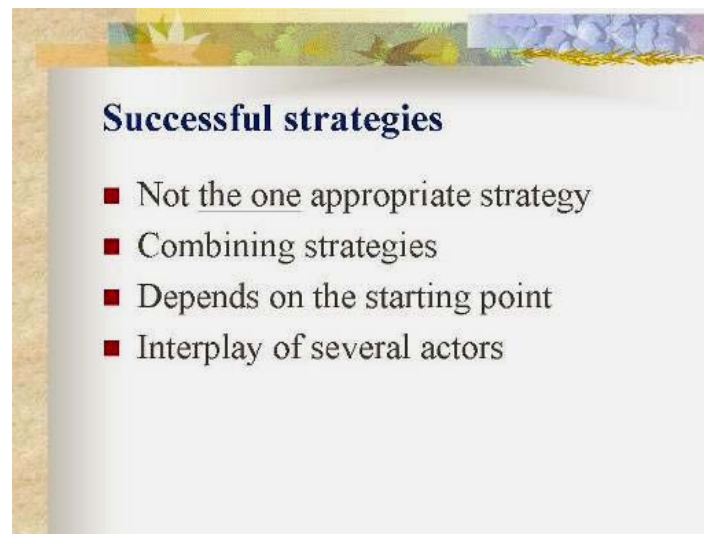 Successful strategies
Not the one appropriate strategy
Combining strategies
Depends on the starting point
Interplay of several actors